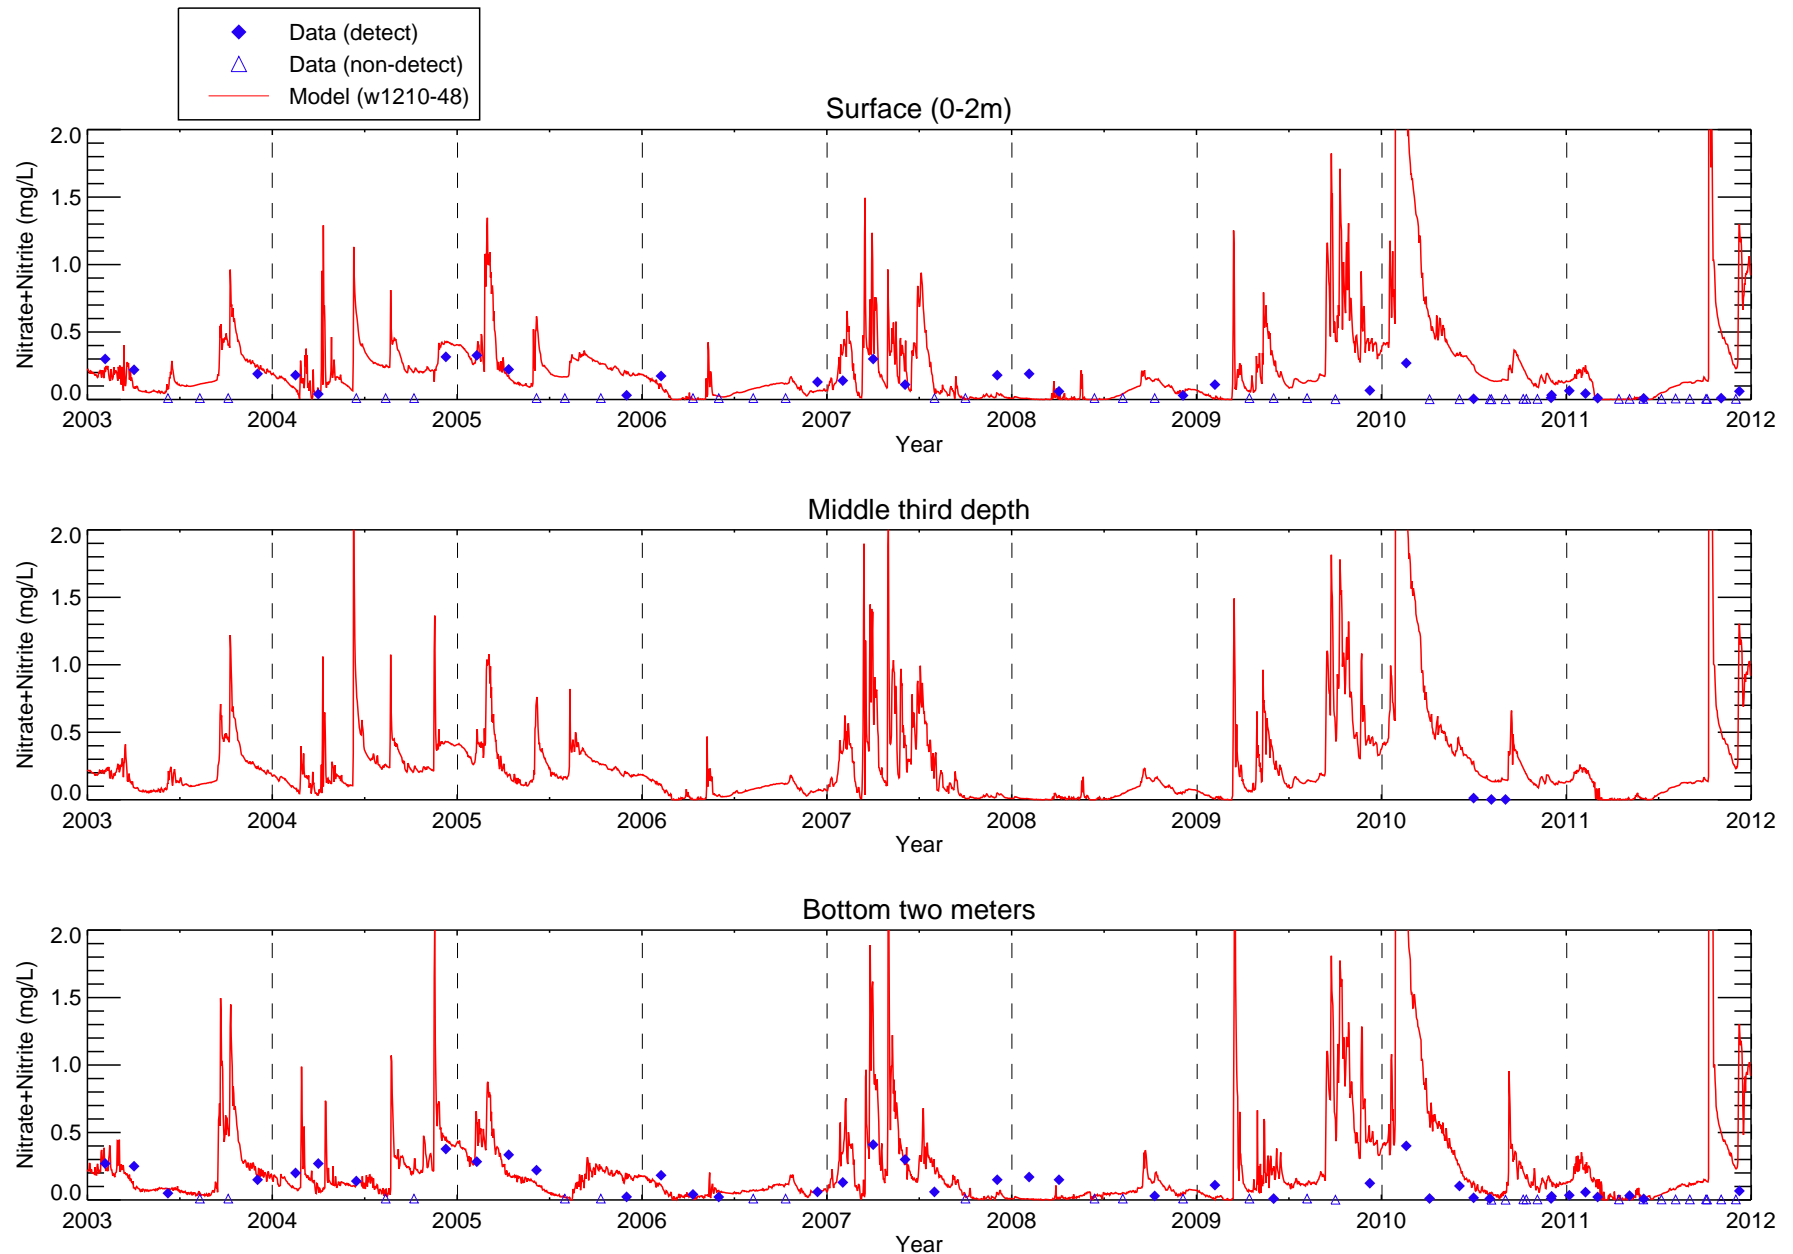 Data (detect)
Data (non-detect)
Model (w1210-48)
Surface (0-2m)
Nitrate+Nitrite (mg/L)
2.0
1.5
1.0
0.5
0.0
2003 2004 2005 2006 2007 2008 2009 2010 2011 2012
Year
Middle third depth
Nitrate+Nitrite (mg/L)
2.0
1.5
1.0
0.5
0.0
2003 2004 2005 2006 2007 2008 2009 2010 2011 2012
Year
Bottom two meters
Nitrate+Nitrite (mg/L)
2.0
1.5
1.0
0.5
0.0
2003 2004 2005 2006 2007 2008 2009 2010 2011 2012
Year